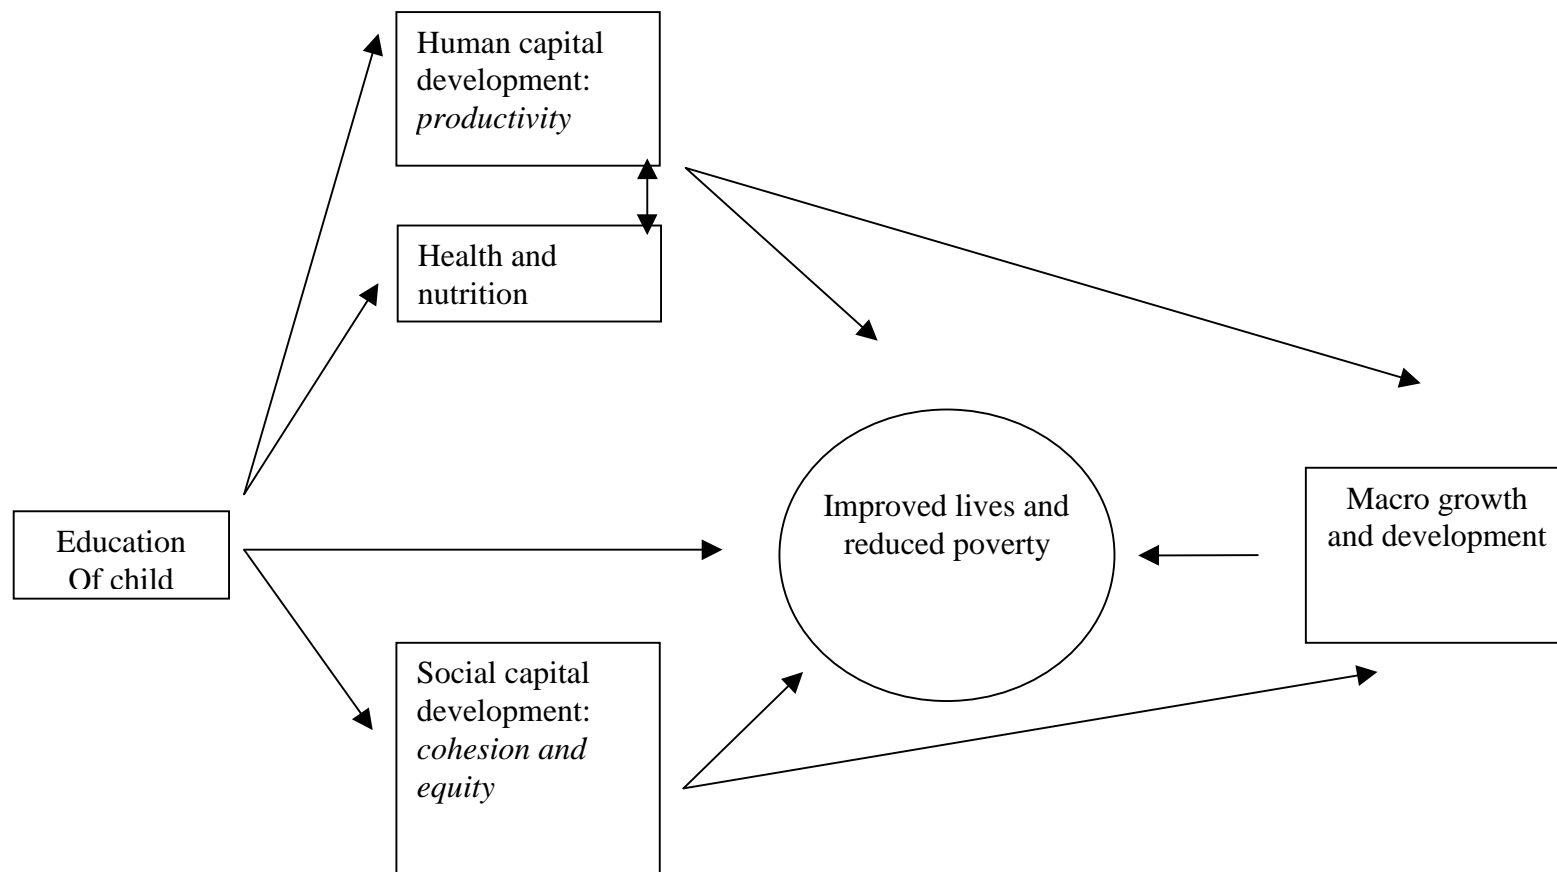 Human capital
development:
productivity
Health and
nutrition
Education
Of child
Improved lives and
reduced poverty
Macro growth
and development
Social capital
development:
cohesion and
equity